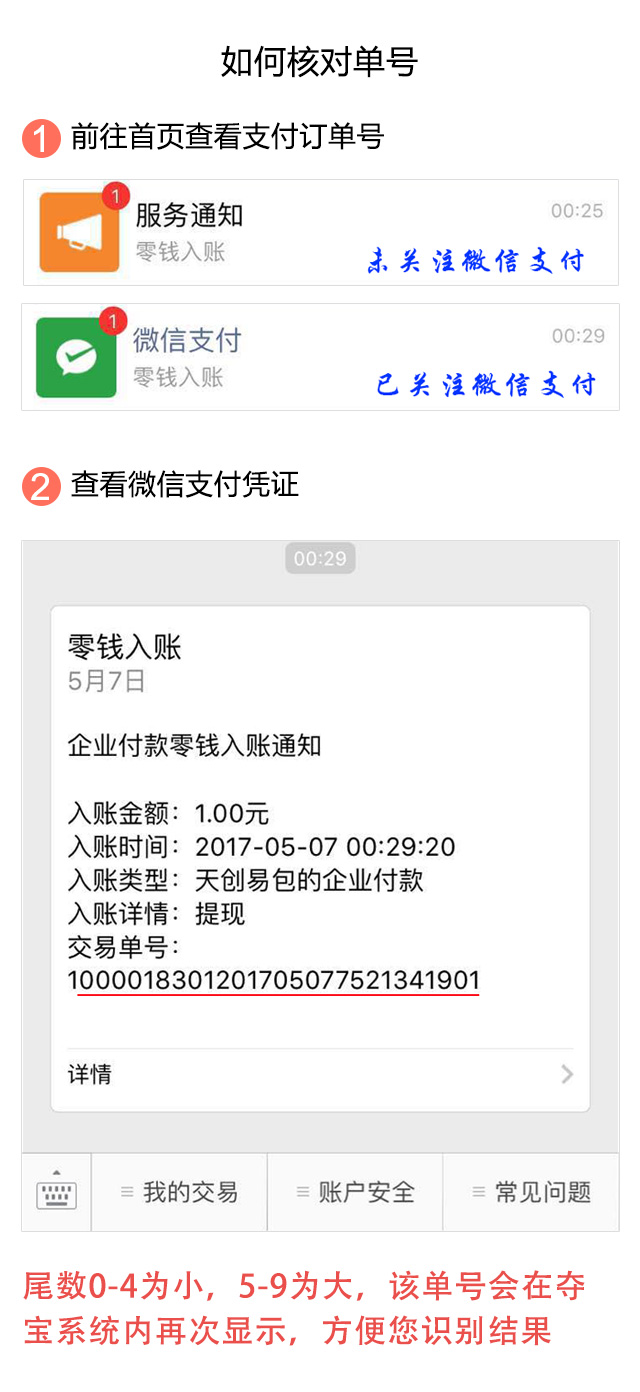 如何核对单号
1 前往首页查看支付订单号
1
服务通知
00:25
零钱入账
未关注微信支付
1
微信支付
00:29
零钱入账
已关注微信支付
2 查看微信支付凭证
00:29
零钱入账
5月7日
企业付款零钱入账通知
入账金额：1.00元
入账时间：2017-05-07 00:29:20
入账类型：天创易包的企业付款
入账详情：提现
交易单号：
1000018301201705077521341901
详情
我的交易 账户安全 常见问题
尾数0-4为小，5-9为大，该单号会在夺
宝系统内再次显示，方便您识别结果